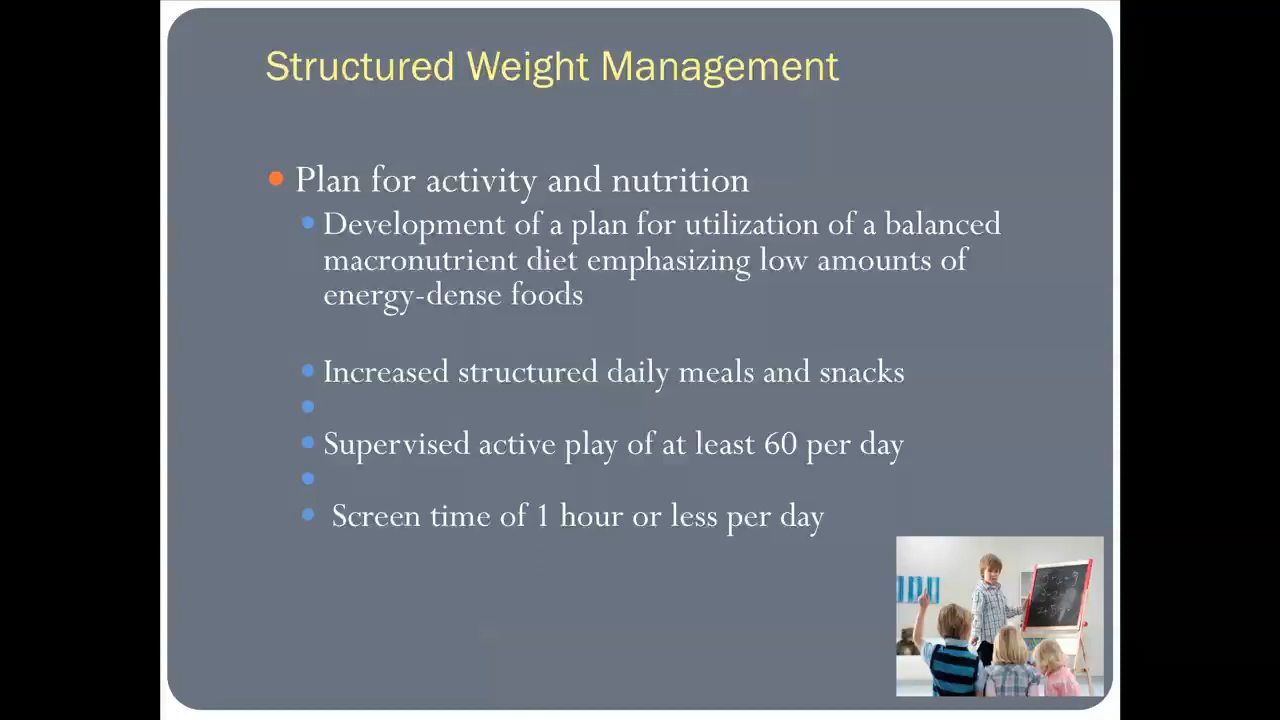 Structured Weight Management
Plan for activity and nutrition
Development of a plan for utilization of a balanced
macronutrient diet emphasizing low amounts of
energy-dense foods
Increased structured daily meals and snacks
Supervised active play of at least 60 per day
Screen time of 1 hour or less per day